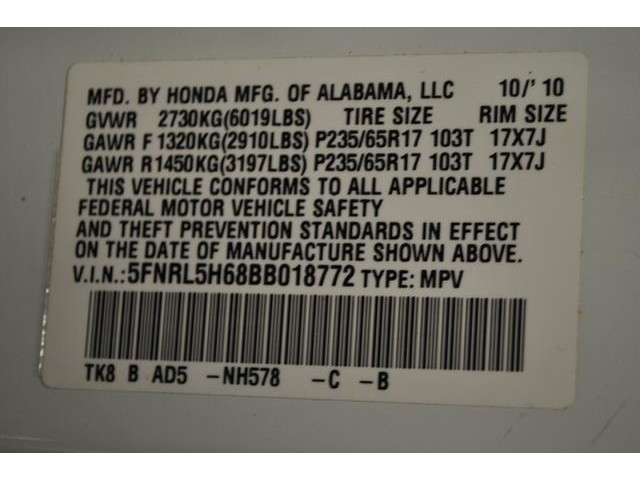 MFD. BY HONDA MFG. OF ALABAMA, LLC 10/'10
GVWR 2730KG(6019LBS) TIRE SIZE RIM SIZE
GAWR F 1320KG(2910LBS) P235/65R17 103T 17X7J
GAWR R1450KG(3197LBS) P235/65R17 103T 17X7J
THIS VEHICLE CONFORMS TO ALL APPLICABLE
FEDERAL MOTOR VEHICLE SAFETY
AND THEFT PREVENTION STANDARDS IN EFFECT
ON THE DATE OF MANUFACTURE SHOWN ABOVE.
V.I.N.:5FNRL5H68BB018772 TYPE: MPV
TK8 B AD5 -NH578 -C -B